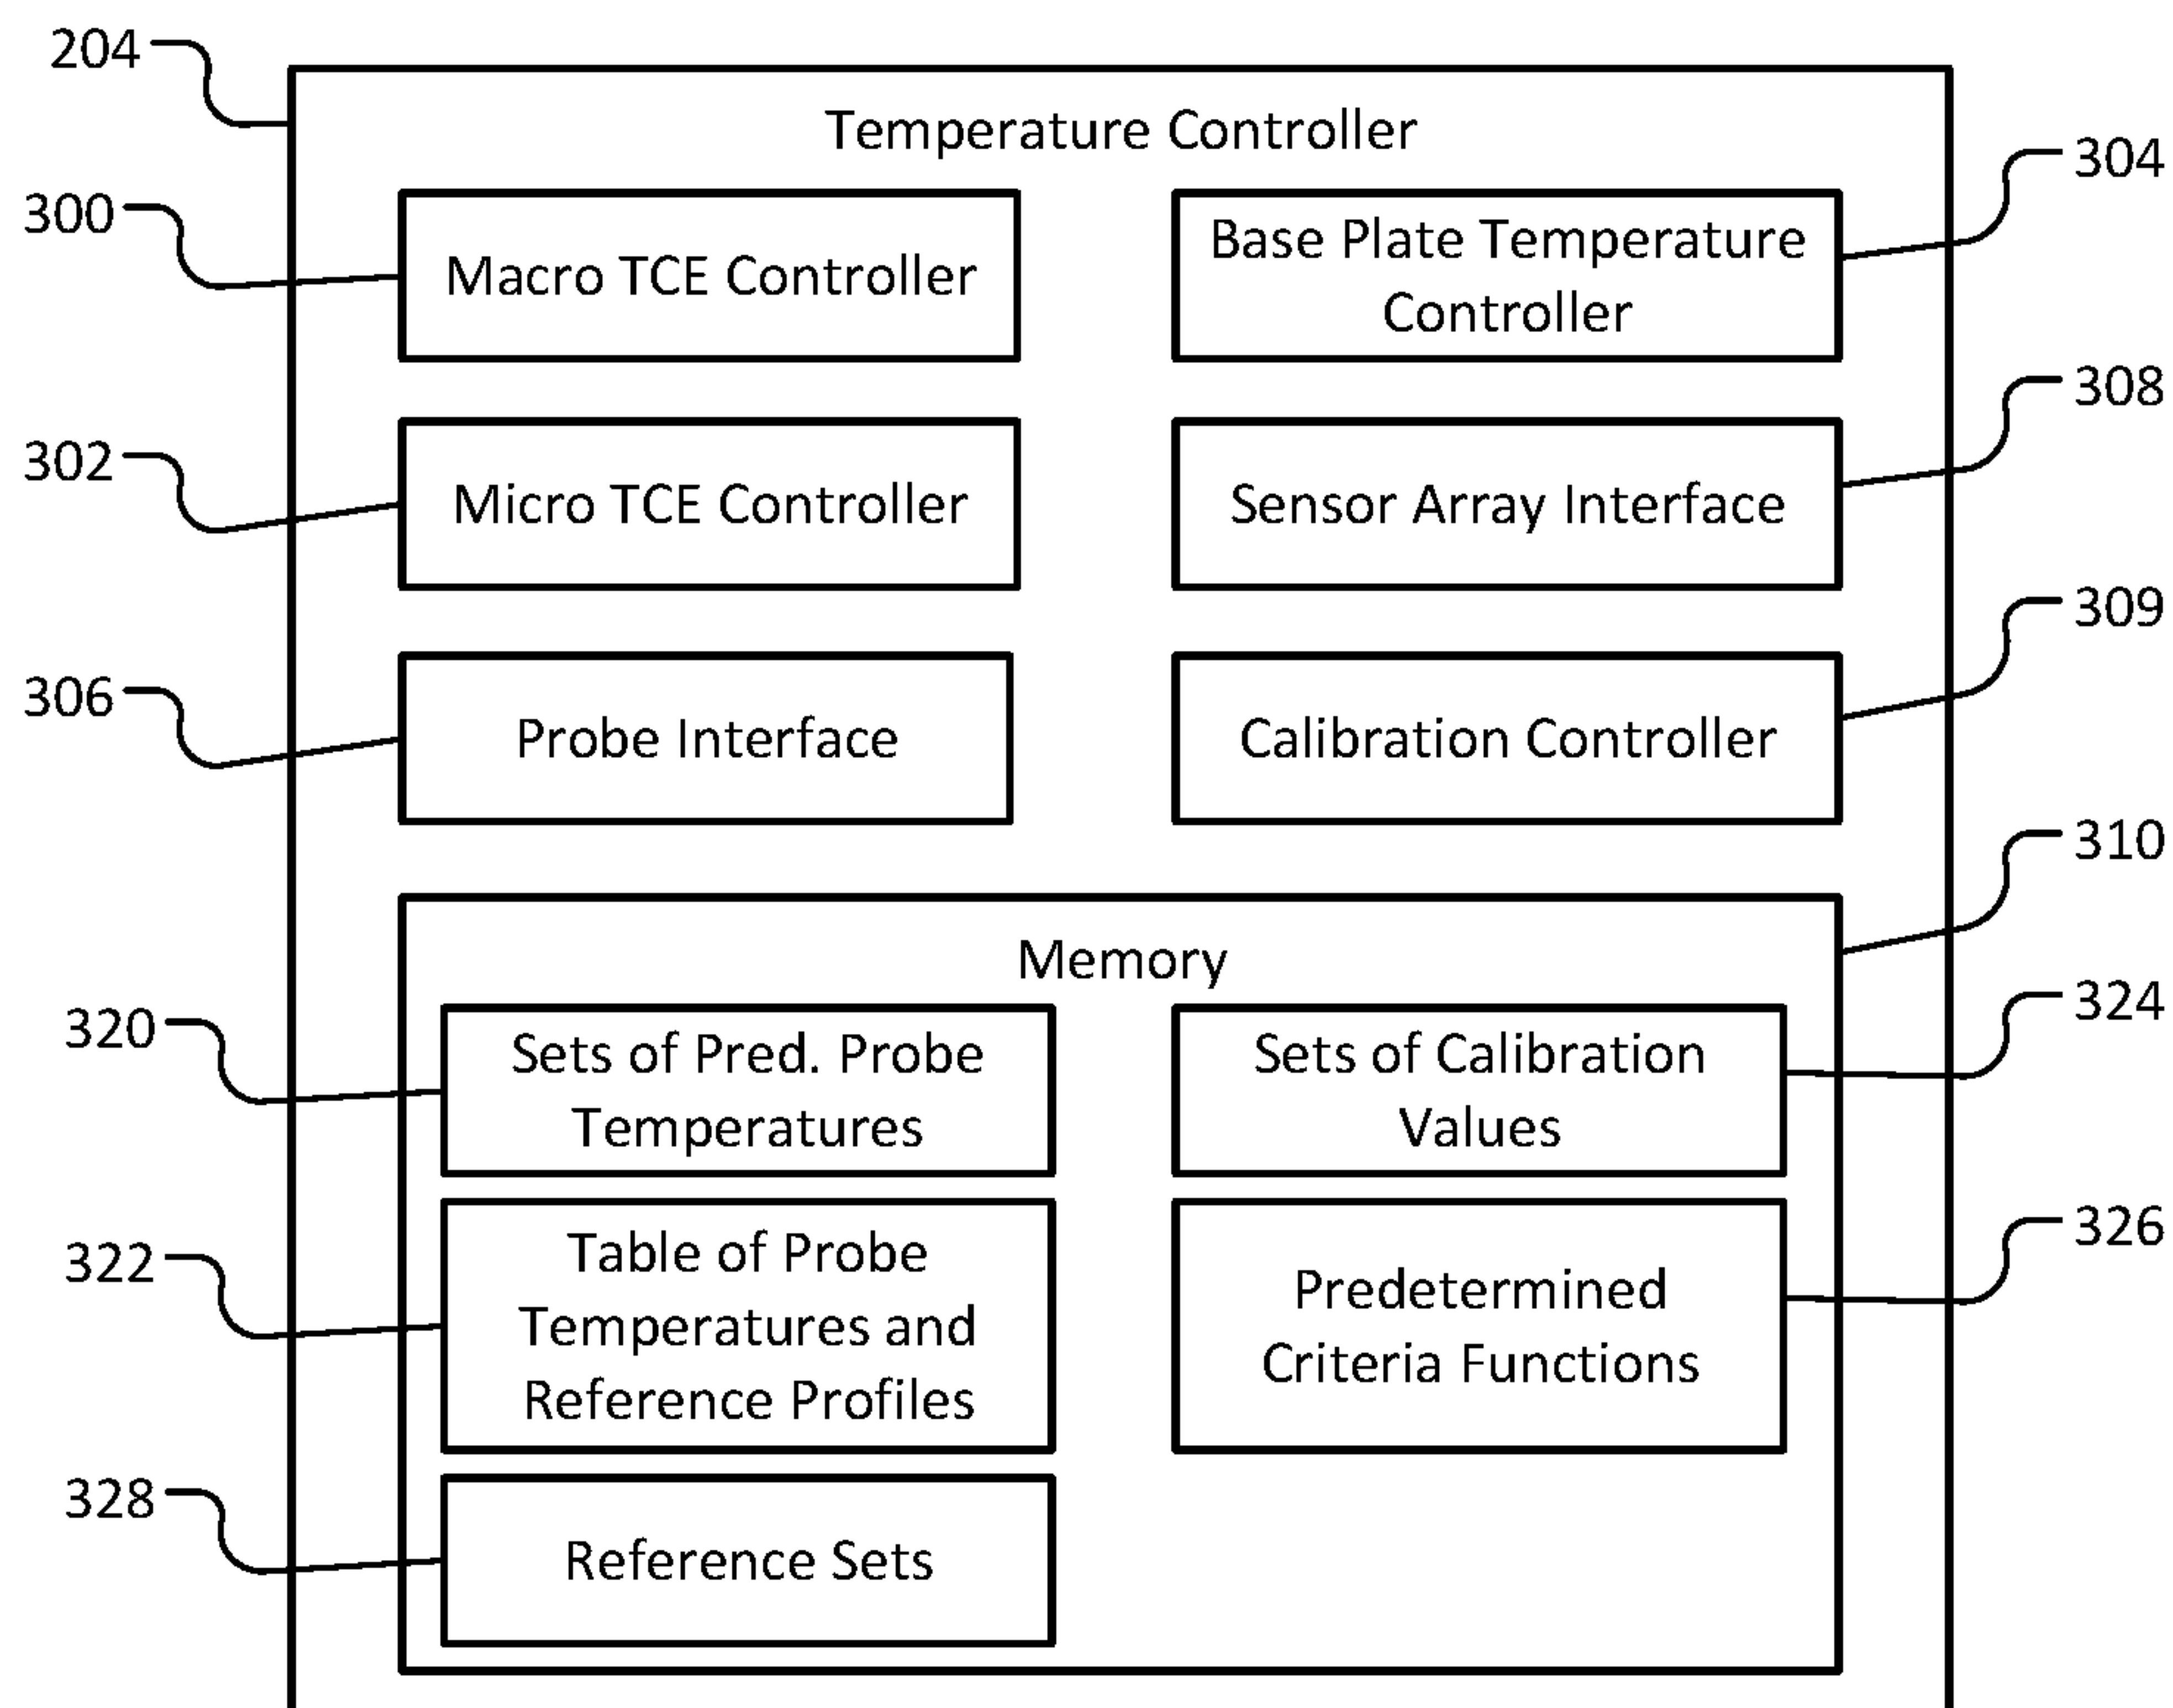 204
Temperature Controller
304
300
Macro TCE Controller
Base Plate Temperature
Controller
308
302
Micro TCE Controller
Sensor Array Interface
309
306
Probe Interface
Calibration Controller
310
Memory
324
320
Sets of Pred. Probe
Temperatures
Sets of Calibration
Values
326
322
Table of Probe
Temperatures and
Reference Profiles
Predetermined
Criteria Functions
328
Reference Sets